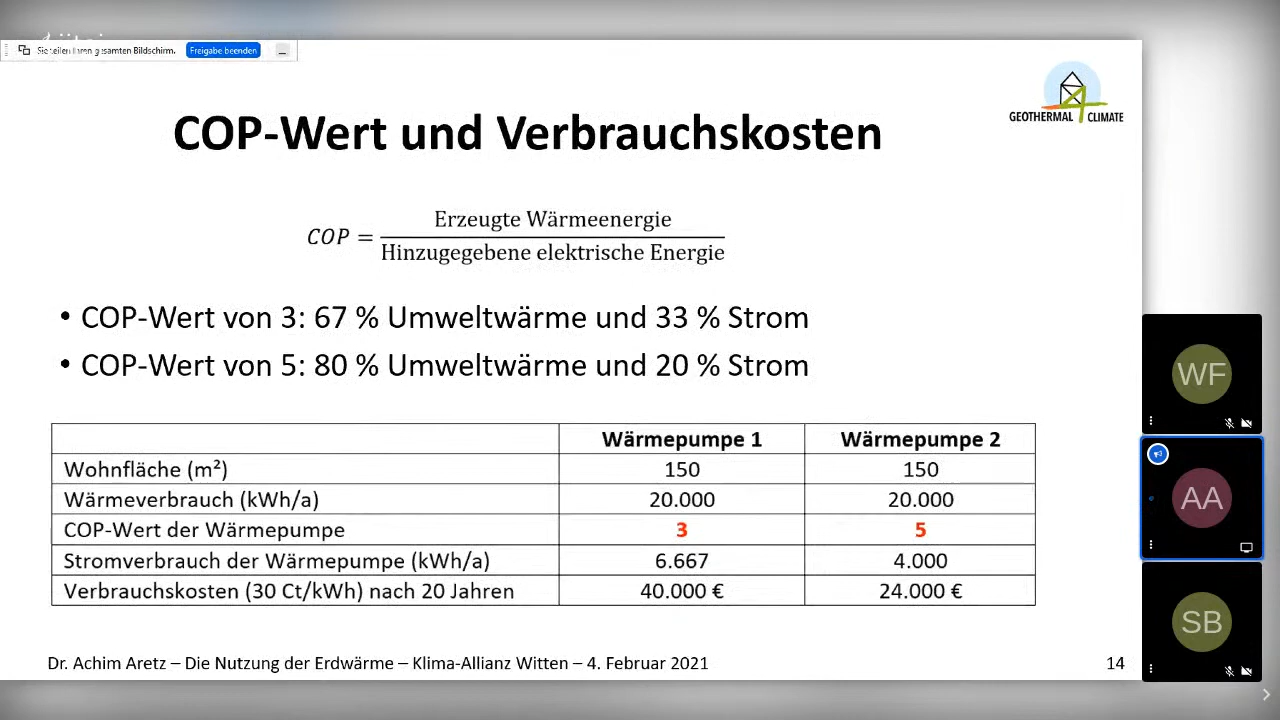 Sie teilen Ihren gesamten Bildschirm. Freigabe beenden
GEOTHERMAL 4 CLIMATE
COP-Wert und Verbrauchskosten
COP = Erzeugte Wärmeenergie
Hinzugegebene elektrische Energie
• COP-Wert von 3: 67 % Umweltwärme und 33 % Strom
• COP-Wert von 5: 80 % Umweltwärme und 20 % Strom
Wärmepumpe 1 Wärmepumpe 2
Wohnfläche (m²) 150 150
Wärmeverbrauch (kWh/a) 20.000 20.000
COP-Wert der Wärmepumpe 3 5
Stromverbrauch der Wärmepumpe (kWh/a) 6.667 4.000
Verbrauchskosten (30 Ct/kWh) nach 20 Jahren 40.000 € 24.000 €
Dr. Achim Aretz – Die Nutzung der Erdwärme – Klima-Allianz Witten – 4. Februar 2021 14
WF
AA
SB